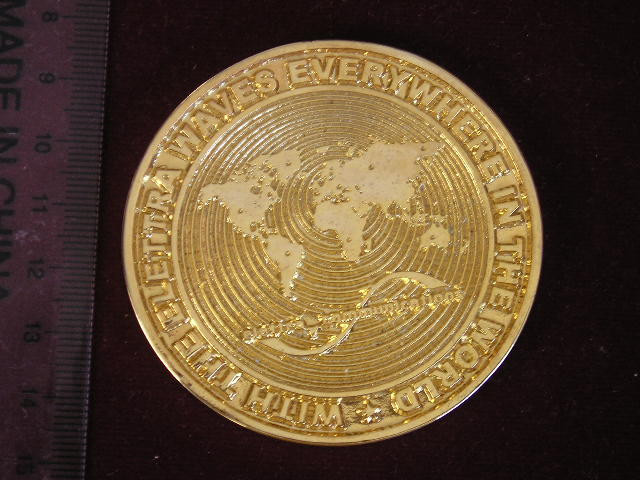 WITH THE ELETTRA WAVES EVERYWHERE IN THE WORLD
Communications
MADE IN CHINA
8
9
10
11
12
13
14
15